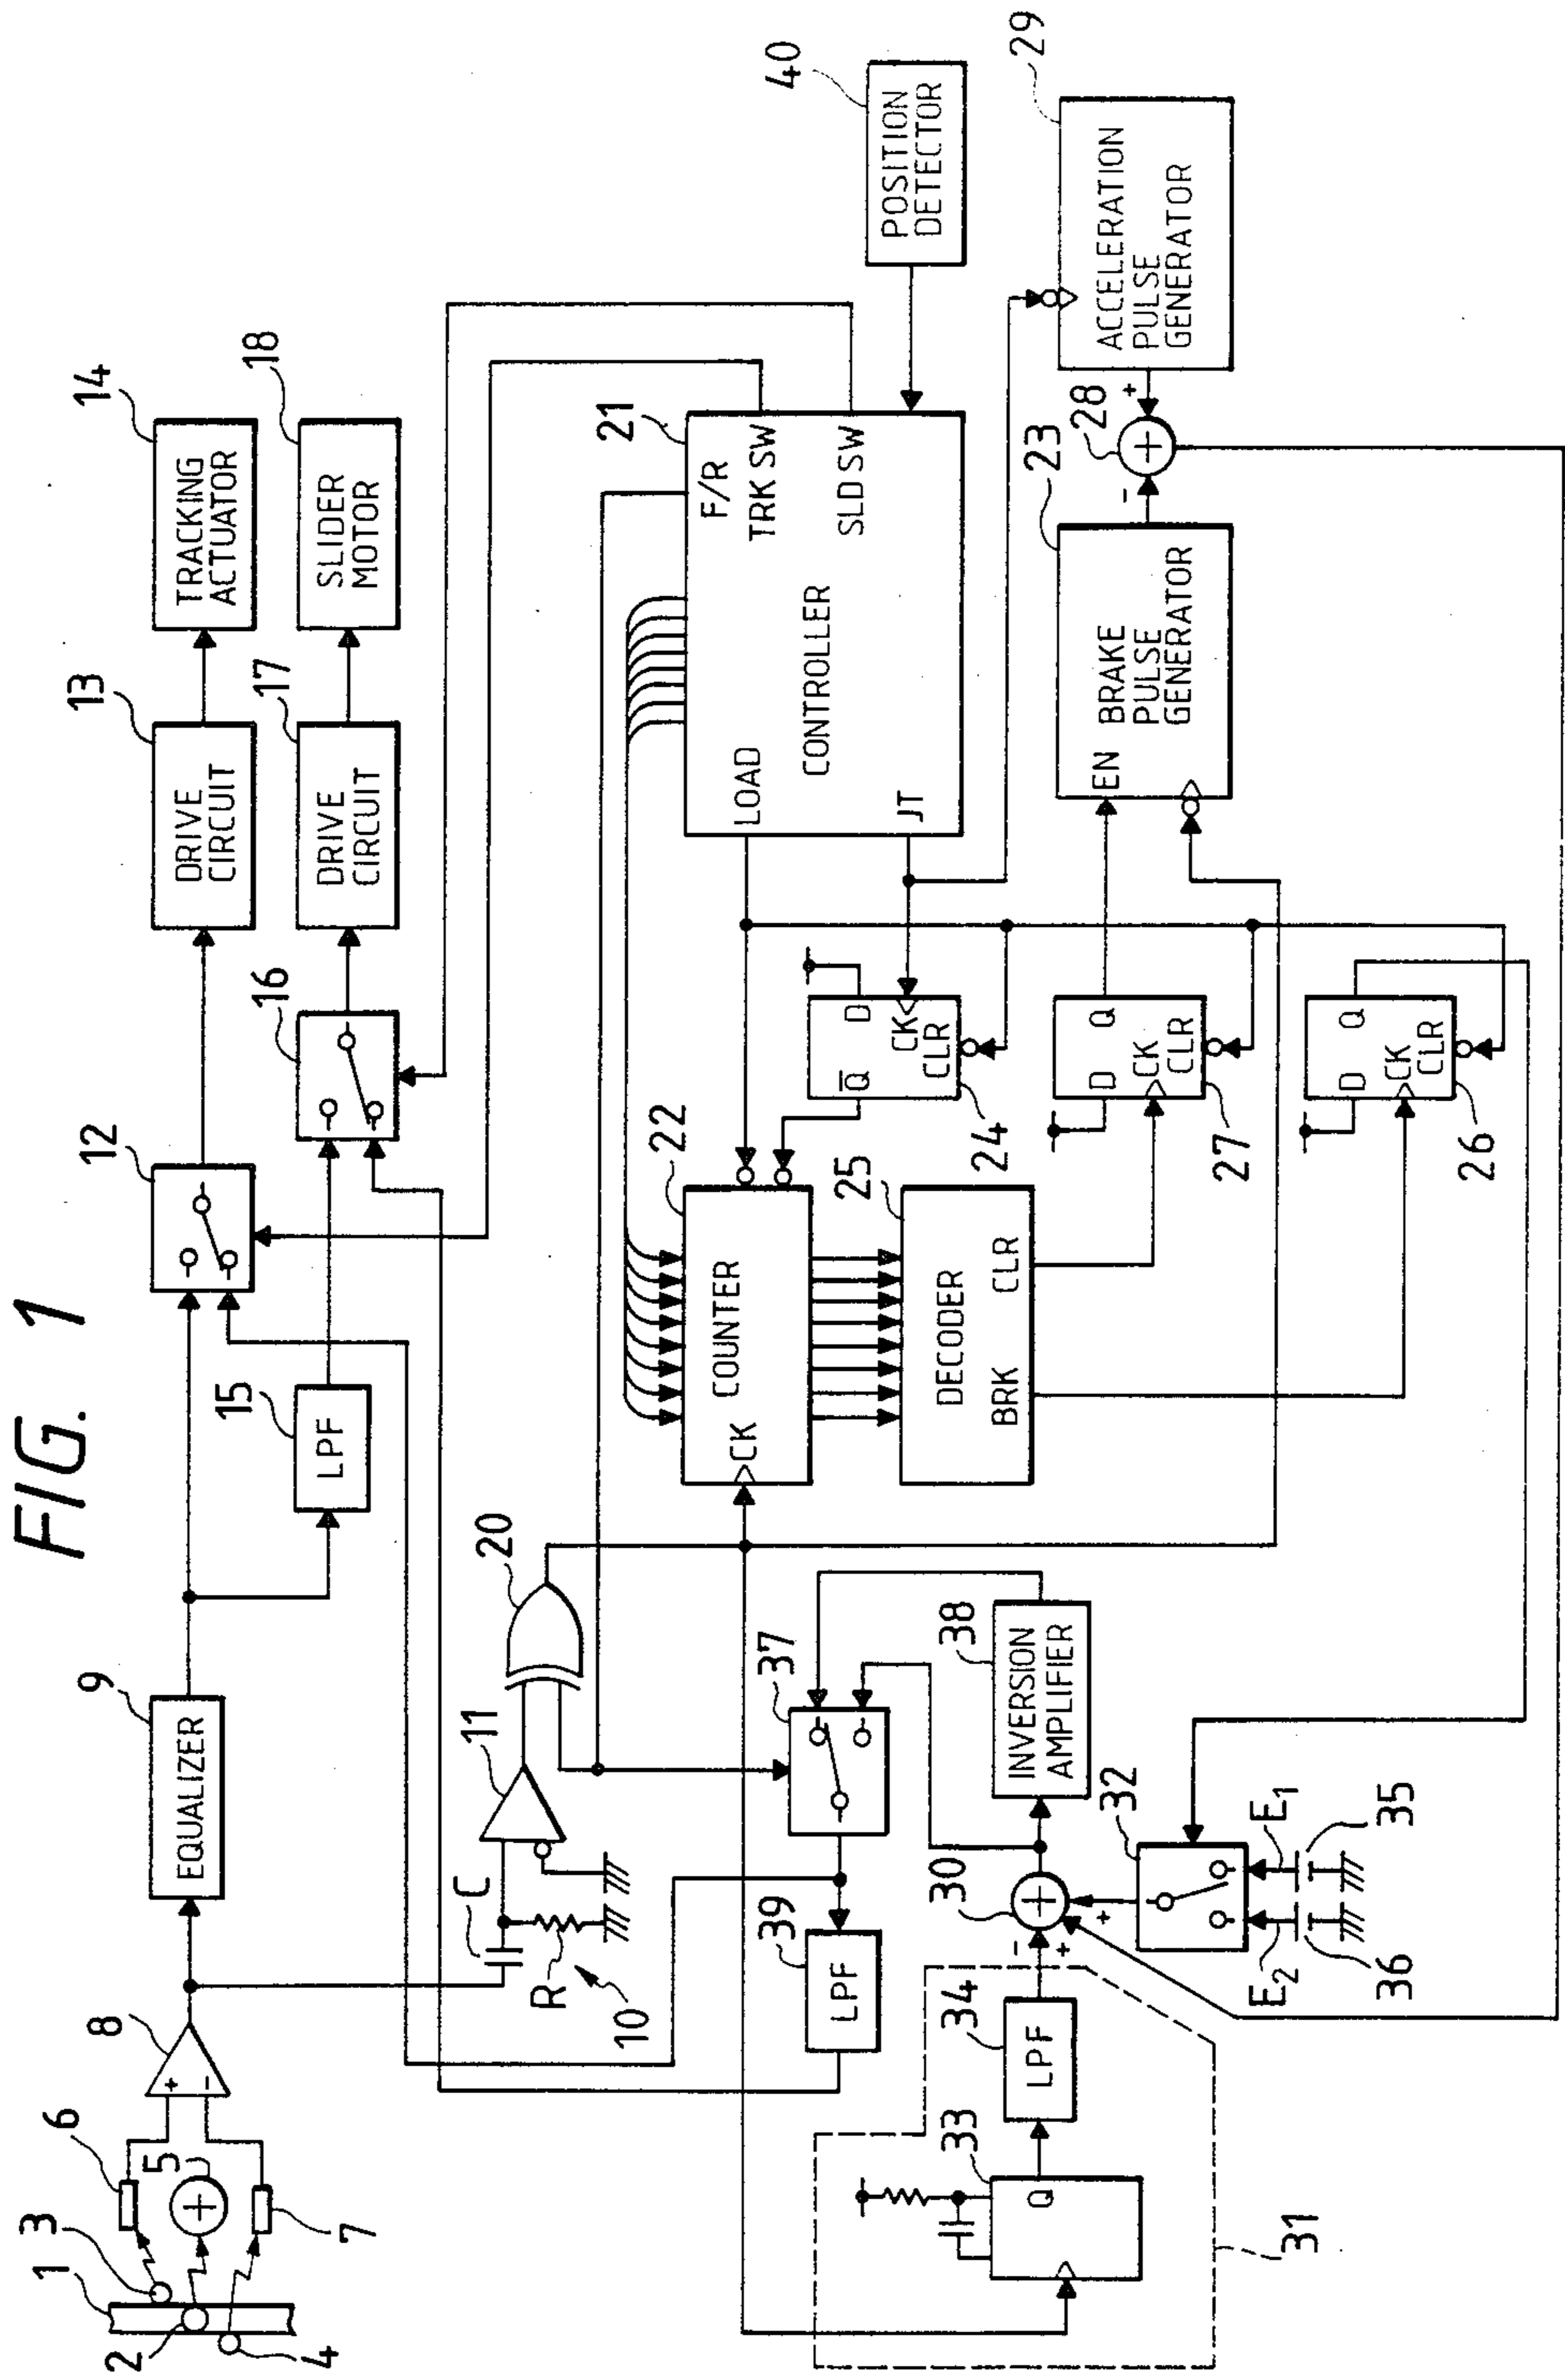 FIG. 1
1
2
3
4
5
6
7
8
+
−
9
EQUALIZER
12
13
DRIVE
CIRCUIT
14
TRACKING
ACTUATOR
15
LPF
16
17
DRIVE
CIRCUIT
18
SLIDER
MOTOR
C
R
10
11
20
21
F/R
TRK SW
SLD SW
LOAD
CONTROLLER
JT
40
POSITION
DETECTOR
22
CK
COUNTER
25
DECODER
BRK
CLR
24
Q̅
D
CK
CLR
27
D
Q
CK
CLR
26
D
Q
CK
CLR
23
EN
BRAKE
PULSE
GENERATOR
28
−
+
+
29
ACCELERATION
PULSE
GENERATOR
37
38
INVERSION
AMPLIFIER
39
LPF
30
+
−
+
+
31
33
Q
34
LPF
32
E1
35
E2
36